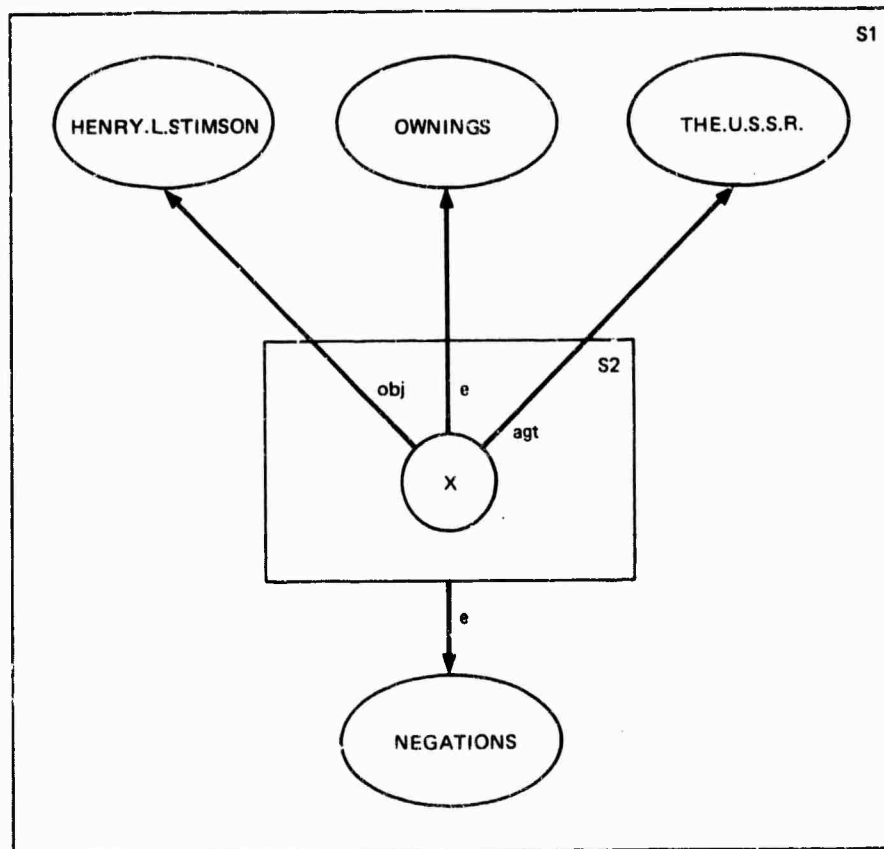 S1
HENRY.L.STIMSON
OWNINGS
THE.U.S.S.R.
S2
obj
e
agt
X
e
NEGATIONS